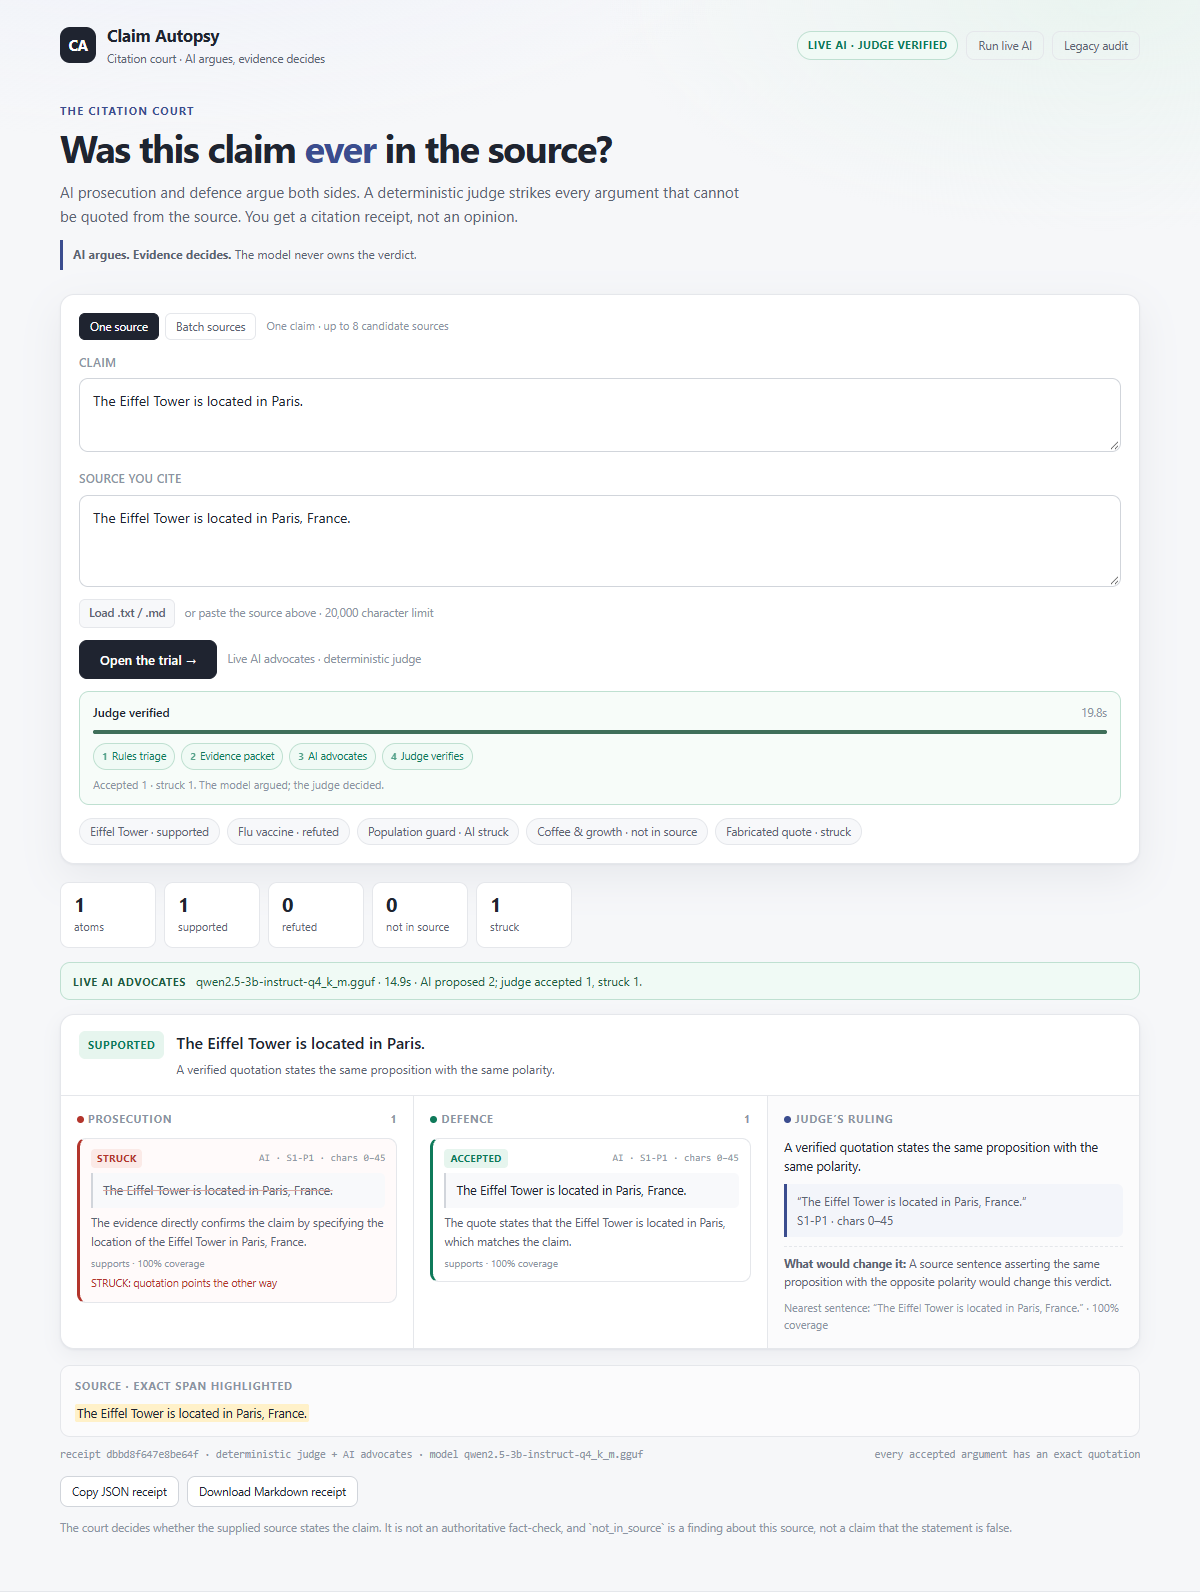 CA
Claim Autopsy
Citation court · AI argues, evidence decides
LIVE AI · JUDGE VERIFIED
Run live AI
Legacy audit
THE CITATION COURT
Was this claim ever in the source?
AI prosecution and defence argue both sides. A deterministic judge strikes every argument that cannot
be quoted from the source. You get a citation receipt, not an opinion.
AI argues. Evidence decides. The model never owns the verdict.
One source
Batch sources
One claim · up to 8 candidate sources
CLAIM
The Eiffel Tower is located in Paris.
SOURCE YOU CITE
The Eiffel Tower is located in Paris, France.
Load .txt / .md
or paste the source above · 20,000 character limit
Open the trial →
Live AI advocates · deterministic judge
Judge verified
19.8s
1 Rules triage
2 Evidence packet
3 AI advocates
4 Judge verifies
Accepted 1 · struck 1. The model argued; the judge decided.
Eiffel Tower · supported
Flu vaccine · refuted
Population guard · AI struck
Coffee & growth · not in source
Fabricated quote · struck
1
atoms
1
supported
0
refuted
0
not in source
1
struck
LIVE AI ADVOCATES qwen2.5-3b-instruct-q4_k_m.gguf · 14.9s · AI proposed 2; judge accepted 1, struck 1.
SUPPORTED
The Eiffel Tower is located in Paris.
A verified quotation states the same proposition with the same polarity.
PROSECUTION
1
STRUCK
AI · S1-P1 · chars 0–45
The Eiffel Tower is located in Paris, France.
The evidence directly confirms the claim by specifying the
location of the Eiffel Tower in Paris, France.
supports · 100% coverage
STRUCK: quotation points the other way
DEFENCE
1
ACCEPTED
AI · S1-P1 · chars 0–45
The Eiffel Tower is located in Paris, France.
The quote states that the Eiffel Tower is located in Paris,
which matches the claim.
supports · 100% coverage
JUDGE'S RULING
A verified quotation states the same proposition with the
same polarity.
"The Eiffel Tower is located in Paris, France."
S1-P1 · chars 0–45
What would change it: A source sentence asserting the same
proposition with the opposite polarity would change this verdict.
Nearest sentence: "The Eiffel Tower is located in Paris, France." · 100%
coverage
SOURCE · EXACT SPAN HIGHLIGHTED
The Eiffel Tower is located in Paris, France.
receipt dbbd8f647e8be64f · deterministic judge + AI advocates · model qwen2.5-3b-instruct-q4_k_m.gguf
every accepted argument has an exact quotation
Copy JSON receipt
Download Markdown receipt
The court decides whether the supplied source states the claim. It is not an authoritative fact-check, and `not_in_source` is a finding about this source, not a claim that the statement is false.